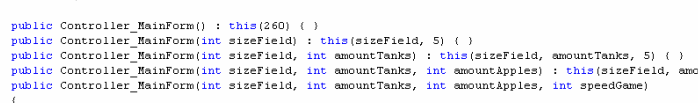 public Controller_MainForm() : this(260) { }
public Controller_MainForm(int sizeField) : this(sizeField, 5) { }
public Controller_MainForm(int sizeField, int amountTanks) : this(sizeField, amountTanks, 5) { }
public Controller_MainForm(int sizeField, int amountTanks, int amountApples) : this(sizeField, amo
public Controller_MainForm(int sizeField, int amountTanks, int amountApples, int speedGame)
{